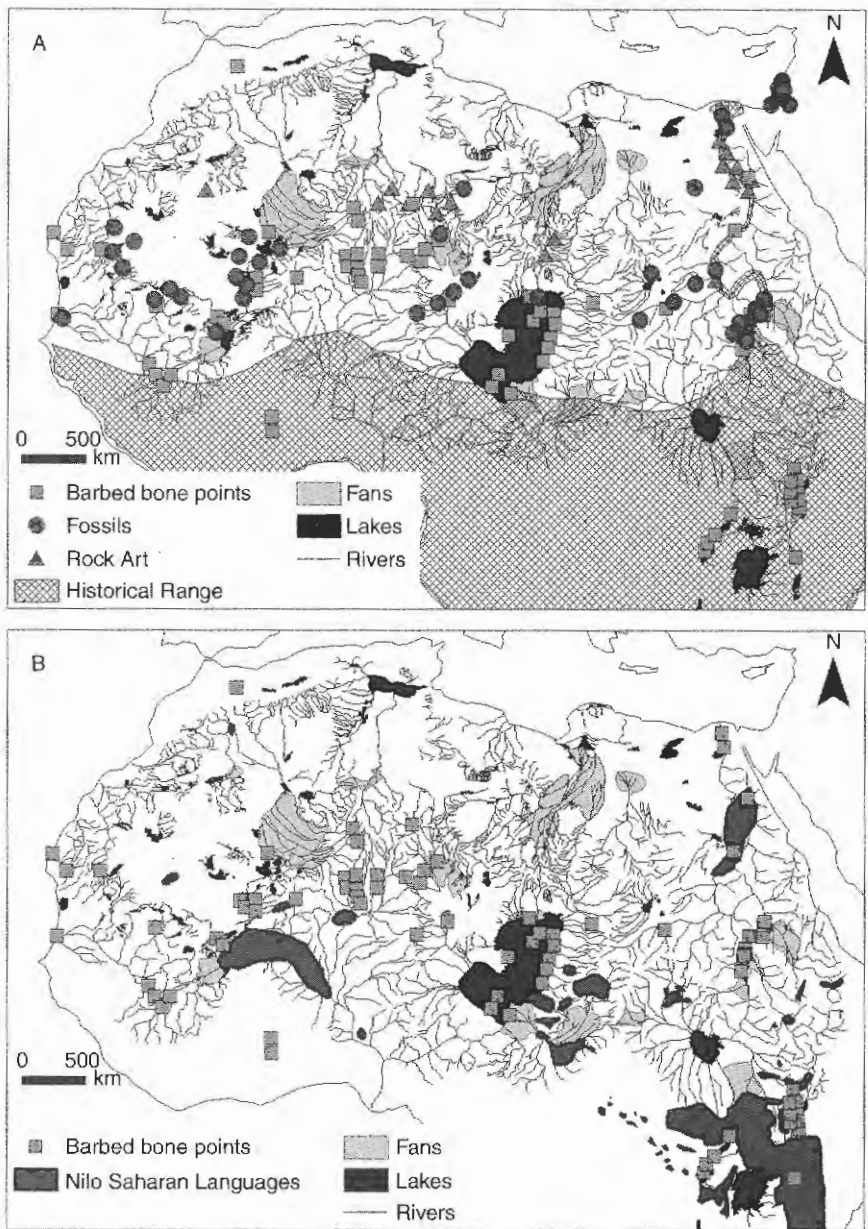 A
N
0 500
km
Barbed bone points
Fans
Fossils
Lakes
Rock Art
Rivers
Historical Range
B
N
0 500
km
Barbed bone points
Fans
Nilo Saharan Languages
Lakes
Rivers